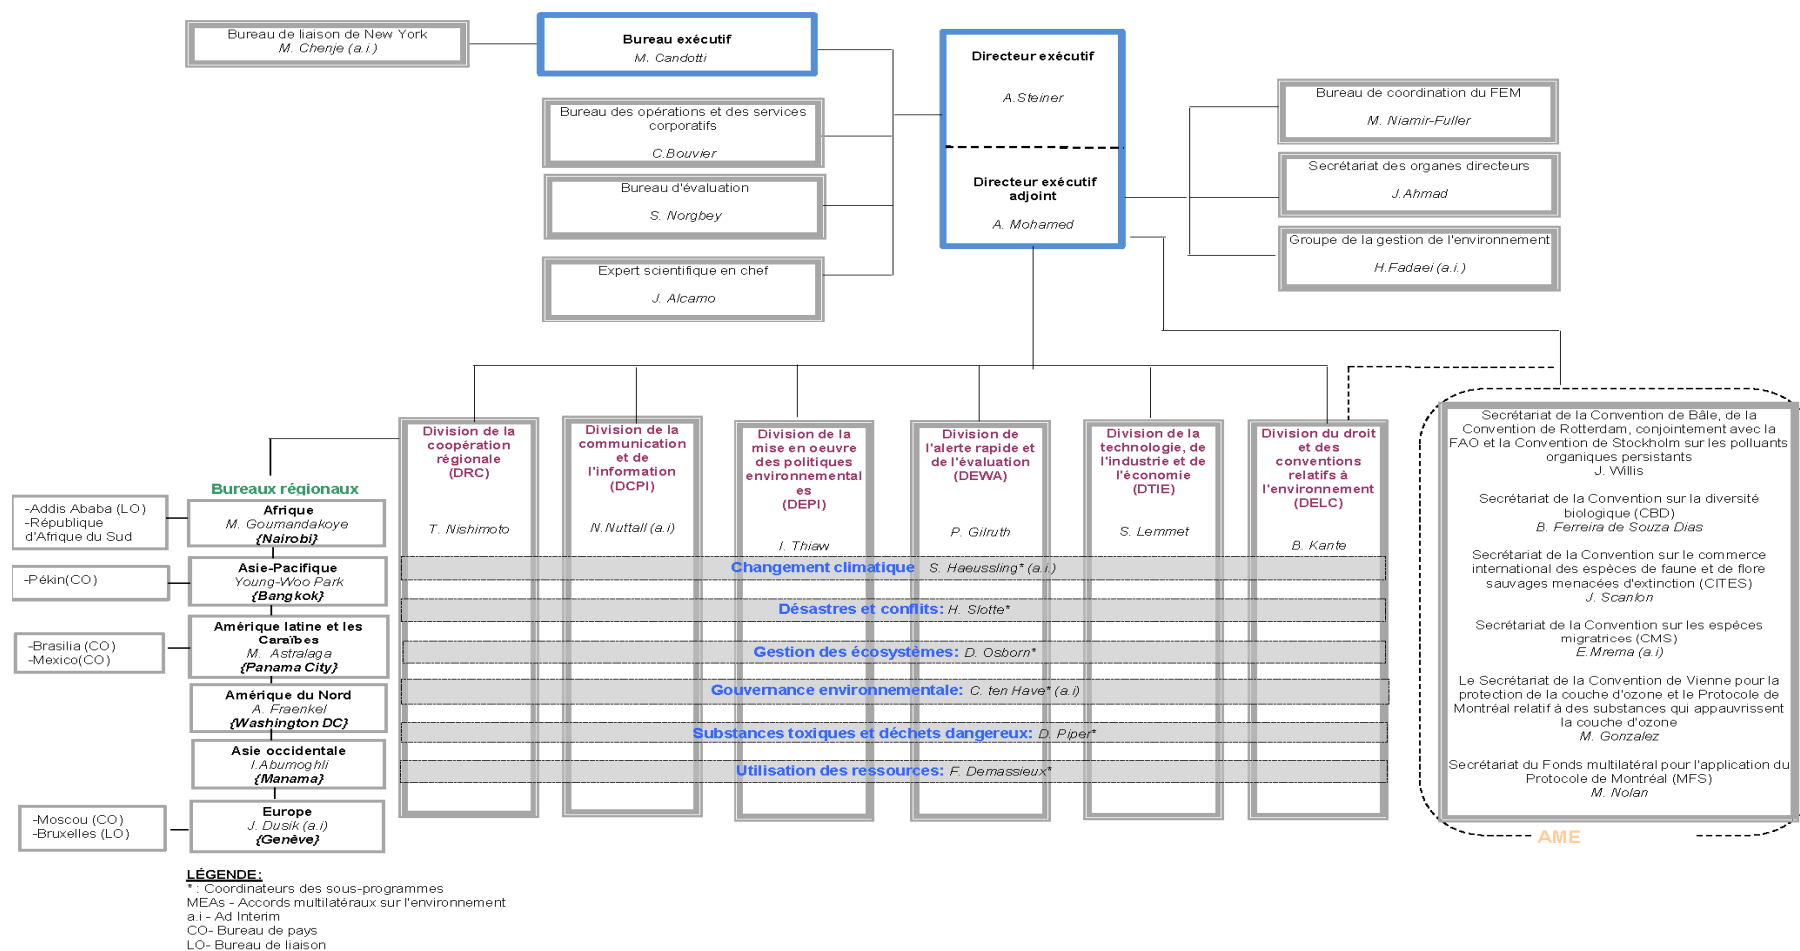 Bureau de liaison de New York
M. Chenje (a.i.)
Bureau exécutif
M. Candotti
Directeur exécutif
A.Steiner
Directeur exécutif
adjoint
A. Mohamed
Bureau des opérations et des services
corporatifs
C.Bouvier
Bureau d'évaluation
S. Norgbey
Expert scientifique en chef
J. Alcamo
Bureau de coordination du FEM
M. Niamir-Fuller
Secrétariat des organes directeurs
J.Ahmad
Groupe de la gestion de l'environnement
H.Fadaei (a.i.)
Division de la
coopération
régionale
(DRC)
T. Nishimoto
Division de la
communication
et de
l'information)
(DCPI)
N.Nuttall (a.i)
Division de la
mise en oeuvre
des politiques
environnemental
es
(DEPI)
I. Thiaw
Division de
l'alerte rapide et
de l'évaluation)
(DEWA)
P. Gilruth
Division de la
technologie, de
l'industrie et de
l'économie)
(DTIE)
S. Lemmet
Division du droit
et des
conventions
relatifs à
l'environnement)
(DELC)
B. Kante
Changement climatique S. Haeussling* (a.i.)
Désastres et conflits: H. Slotte*
Gestion des écosystèmes: D. Osborn*
Gouvernance environnementale: C. ten Have* (a.i)
Substances toxiques et déchets dangereux: D. Piper*
Utilisation des ressources: F. Demassieux*
Bureaux régionaux
-Addis Ababa (LO)
-République
d'Afrique du Sud
Afrique
M. Goumandakoye
{Nairobi}
-Pékin(CO)
Asie-Pacifique
Young-Woo Park
{Bangkok}
-Brasilia (CO)
-Mexico(CO)
Amérique latine et les
Caraïbes
M. Astralaga
{Panama City}
Amérique du Nord
A. Fraenkel
{Washington DC}
Asie occidentale
I.Abumoghli
{Manama}
-Moscou (CO)
-Bruxelles (LO)
Europe
J. Dusik (a.i)
{Genève}
Secrétariat de la Convention de Bâle, de la
Convention de Rotterdam, conjointement avec la
FAO et la Convention de Stockholm sur les polluants
organiques persistants
J. Willis
Secrétariat de la Convention sur la diversité
biologique (CBD)
B. Ferreira de Souza Dias
Secrétariat de la Convention sur le commerce
international des espèces de faune et de flore
sauvages menacées d'extinction (CITES)
J. Scanlon
Secrétariat de la Convention sur les espèces
migratrices (CMS)
E.Mrema (a.i)
Le Secrétariat de la Convention de Vienne pour la
protection de la couche d'ozone et le Protocole de
Montréal relatif à des substances qui appauvrissent
la couche d'ozone
M. Gonzalez
Secrétariat du Fonds multilatéral pour l'application du
Protocole de Montréal (MFS)
M. Nolan
AME
LÉGENDE:
* : Coordinateurs des sous-programmes
MEAs - Accords multilatéraux sur l'environnement
a.i - Ad Interim
CO- Bureau de pays
LO- Bureau de liaison